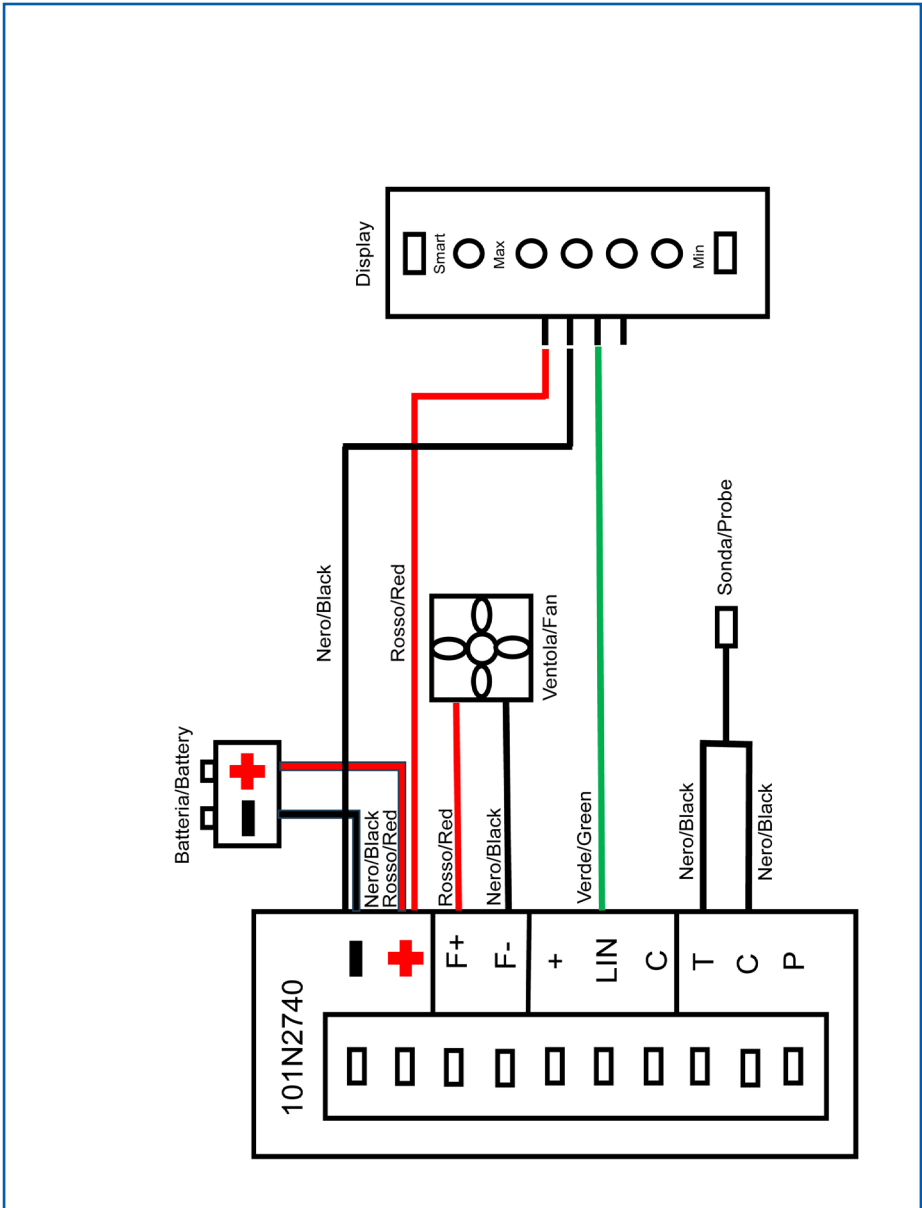 Display
Smart
Max
Min
Nero/Black
Rosso/Red
Ventola/Fan
Sonda/Probe
Batteria/Battery
Nero/Black
Rosso/Red
Rosso/Red
Nero/Black
Verde/Green
Nero/Black
Nero/Black
101N2740
-
+
F+
F-
+
LIN
C
T
C
P
-
+